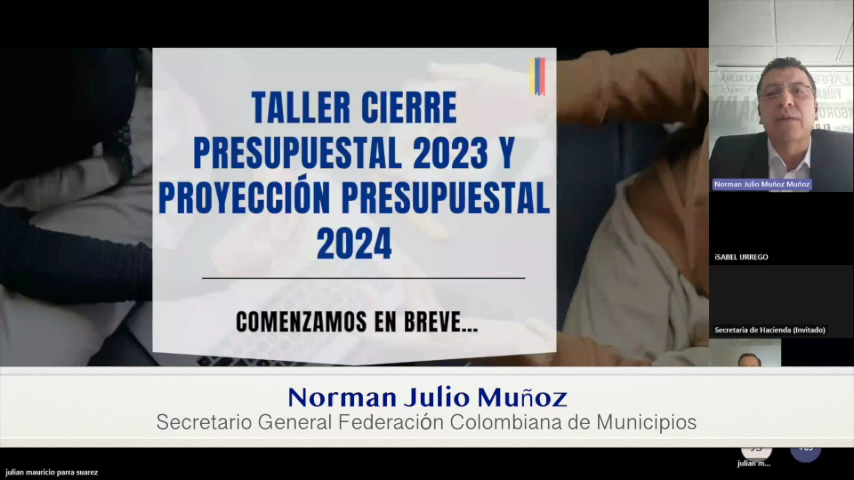 TALLER CIERRE
PRESUPUESTAL 2023 Y
PROYECCIÓN PRESUPUESTAL
2024
COMENZAMOS EN BREVE...
Norman Julio Muñoz Muñoz
iSABEL URREGO
Secretaria de Hacienda (Invitado)
Norman Julio Muñoz
Secretario General Federación Colombiana de Municipios
julian m...
julian mauricio parra suarez